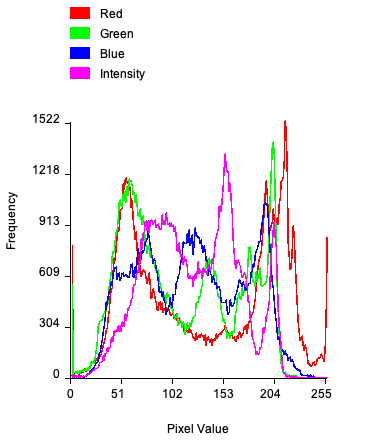 Red
Green
Blue
Intensity
1522
1218
913
609
304
0
0 51 102 153 204 255
Frequency
Pixel Value